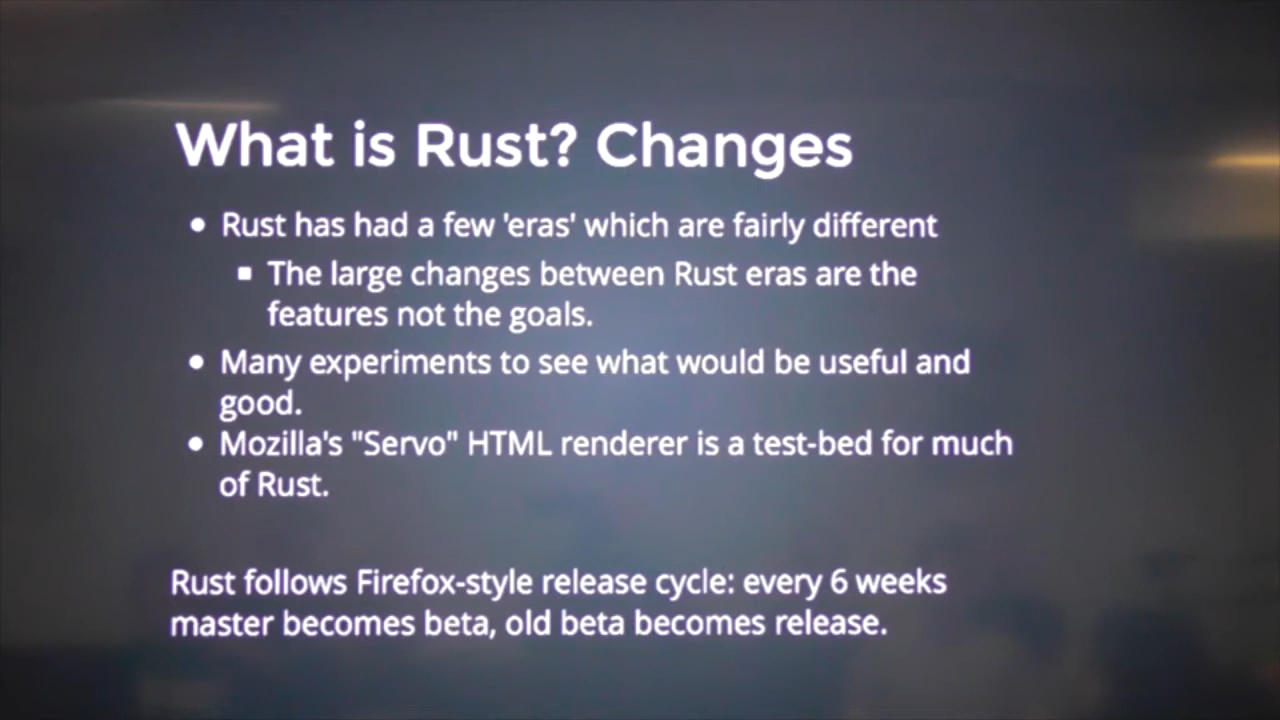 What is Rust? Changes
Rust has had a few 'eras' which are fairly different
The large changes between Rust eras are the
features not the goals.
Many experiments to see what would be useful and
good.
Mozilla's "Servo" HTML renderer is a test-bed for much
of Rust.
Rust follows Firefox-style release cycle: every 6 weeks
master becomes beta, old beta becomes release.